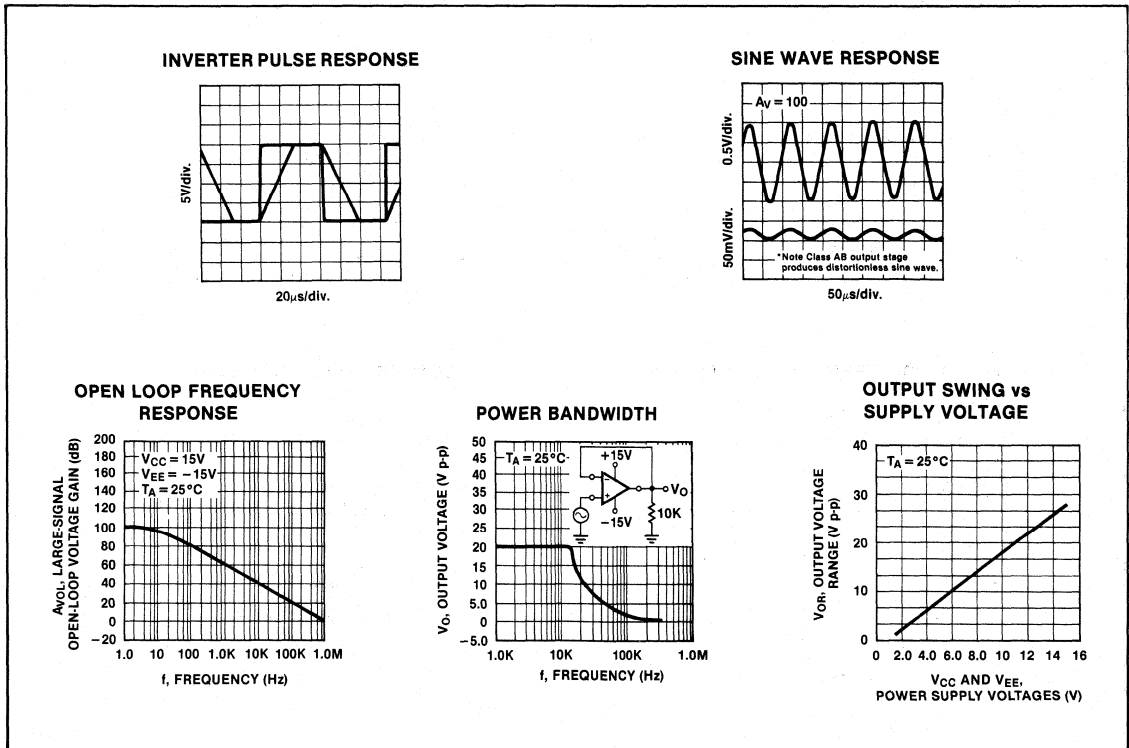 INVERTER PULSE RESPONSE
5V/div.
20µs/div.
SINE WAVE RESPONSE
AV = 100
0.5V/div.
50mV/div.
*Note Class AB output stage
produces distortionless sine wave.
50µs/div.
OPEN LOOP FREQUENCY
RESPONSE
AVOL, LARGE-SIGNAL
OPEN-LOOP VOLTAGE GAIN (dB)
200
180
160
140
120
100
80
60
40
20
0
−20
VCC = 15V
VEE = −15V
TA = 25°C
1.0 10 100 1.0K 10K 100K 1.0M
f, FREQUENCY (Hz)
POWER BANDWIDTH
VO, OUTPUT VOLTAGE (V p-p)
50
45
40
35
30
25
20
15
10
5.0
0
−5.0
TA = 25°C
+15V
−
+
VO
−15V
10K
1.0K 10K 100K 1.0M
f, FREQUENCY (Hz)
OUTPUT SWING vs
SUPPLY VOLTAGE
VOR, OUTPUT VOLTAGE
RANGE (V p-p)
40
30
20
10
0
TA = 25°C
0 2.0 4.0 6.0 8.0 10 12 14 16
VCC AND VEE,
POWER SUPPLY VOLTAGES (V)